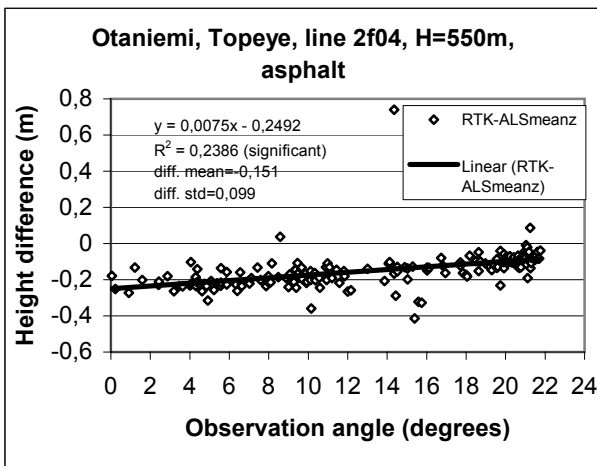 Otaniemi, Topeye, line 2f04, H=550m,
asphalt
Height difference (m)
0,8
0,6
0,4
0,2
0
-0,2
-0,4
-0,6
y = 0,0075x - 0,2492
R² = 0,2386 (significant)
diff. mean=-0,151
diff. std=0,099
RTK-ALSmeanz
Linear (RTK-
ALSmeanz)
0 2 4 6 8 10 12 14 16 18 20 22 24
Observation angle (degrees)